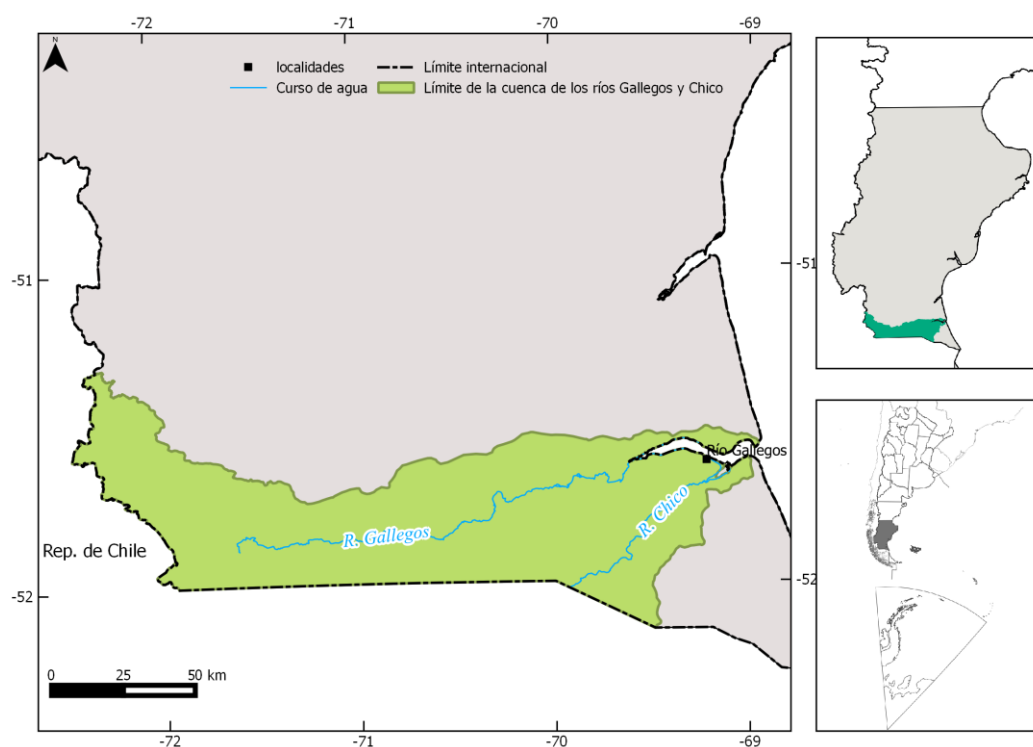 -72 -71 -70 -69
N
localidades Límite internacional
Curso de agua Límite de la cuenca de los ríos Gallegos y Chico
-51 -51
Río Gallegos
R. Chico
R. Gallegos
Rep. de Chile
-52 -52
0 25 50 km
-72 -71 -70 -69